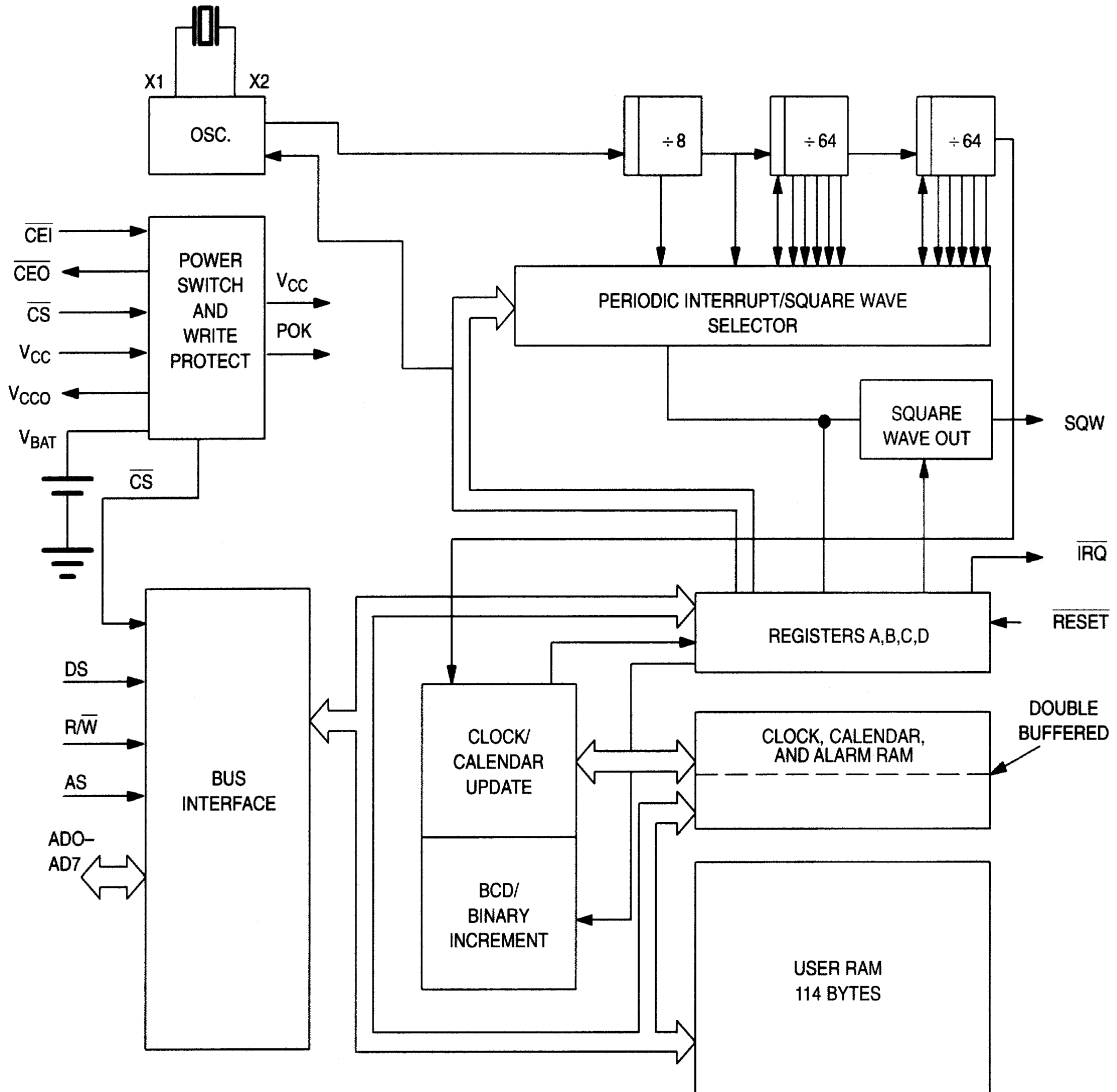 X1
X2
OSC.
÷8
÷64
÷64
CEI
CEO
CS
VCC
VCCO
VBAT
POWER
SWITCH
AND
WRITE
PROTECT
VCC
POK
CS
PERIODIC INTERRUPT/SQUARE WAVE
SELECTOR
SQUARE
WAVE OUT
SQW
IRQ
RESET
REGISTERS A,B,C,D
DS
R/W
AS
ADO–
AD7
BUS
INTERFACE
CLOCK/
CALENDAR
UPDATE
BCD/
BINARY
INCREMENT
CLOCK, CALENDAR,
AND ALARM RAM
DOUBLE
BUFFERED
USER RAM
114 BYTES